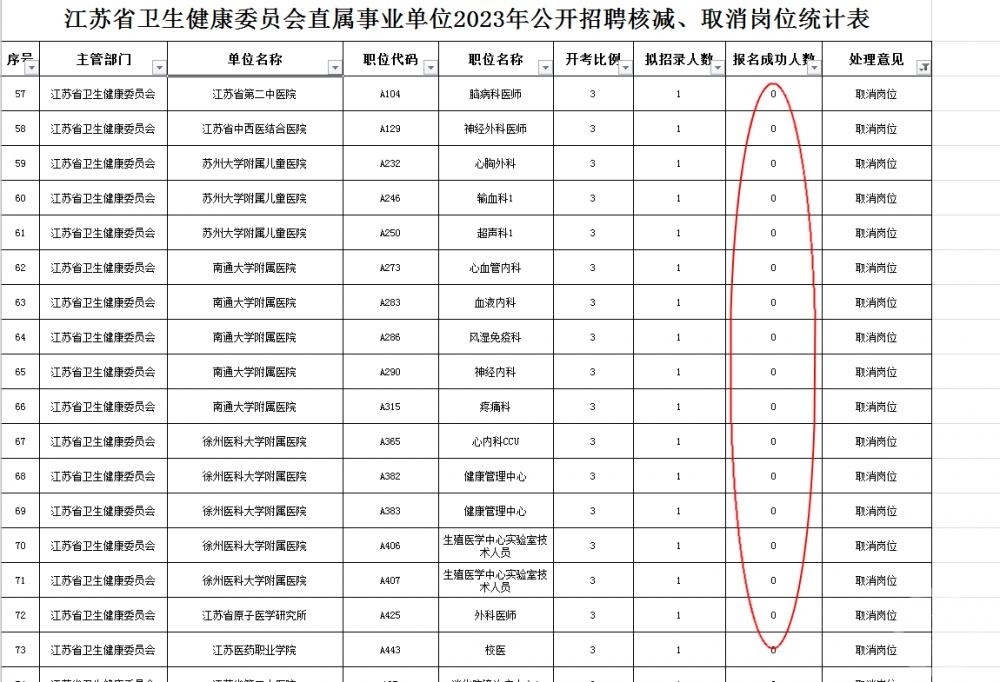 江苏省卫生健康委员会直属事业单位2023年公开招聘核减、取消岗位统计表
序号 主管部门 单位名称 职位代码 职位名称 开考比例 拟招录人数 报名成功人数 处理意见
57 江苏省卫生健康委员会 江苏省第二中医院 A104 脑病科医师 3 1 0 取消岗位
58 江苏省卫生健康委员会 江苏省中西医结合医院 A129 神经外科医师 3 1 0 取消岗位
59 江苏省卫生健康委员会 苏州大学附属儿童医院 A232 心胸外科 3 1 0 取消岗位
60 江苏省卫生健康委员会 苏州大学附属儿童医院 A246 输血科1 3 1 0 取消岗位
61 江苏省卫生健康委员会 苏州大学附属儿童医院 A250 超声科1 3 1 0 取消岗位
62 江苏省卫生健康委员会 南通大学附属医院 A273 心血管内科 3 1 0 取消岗位
63 江苏省卫生健康委员会 南通大学附属医院 A283 血液内科 3 1 0 取消岗位
64 江苏省卫生健康委员会 南通大学附属医院 A286 风湿免疫科 3 1 0 取消岗位
65 江苏省卫生健康委员会 南通大学附属医院 A290 神经内科 3 1 0 取消岗位
66 江苏省卫生健康委员会 南通大学附属医院 A315 疼痛科 3 1 0 取消岗位
67 江苏省卫生健康委员会 徐州医科大学附属医院 A365 心内科CCU 3 1 0 取消岗位
68 江苏省卫生健康委员会 徐州医科大学附属医院 A382 健康管理中心 3 1 0 取消岗位
69 江苏省卫生健康委员会 徐州医科大学附属医院 A383 健康管理中心 3 1 0 取消岗位
70 江苏省卫生健康委员会 徐州医科大学附属医院 A406 生殖医学中心实验室技术人员 3 1 0 取消岗位
71 江苏省卫生健康委员会 徐州医科大学附属医院 A407 生殖医学中心实验室技术人员 3 1 0 取消岗位
72 江苏省卫生健康委员会 江苏省原子医学研究所 A425 外科医师 3 1 0 取消岗位
73 江苏省卫生健康委员会 江苏医药职业学院 A443 校医 3 1 0 取消岗位